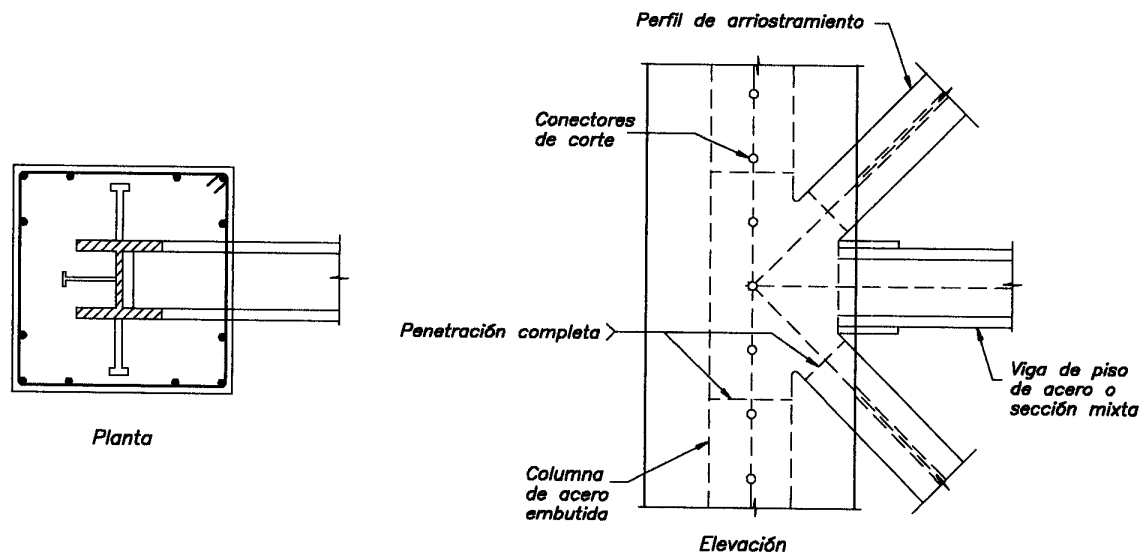 Perfil de arriostramiento
Conectores
de corte
Penetración completa
Viga de piso
de acero o
sección mixta
Planta
Columna
de acero
embutida
Elevación